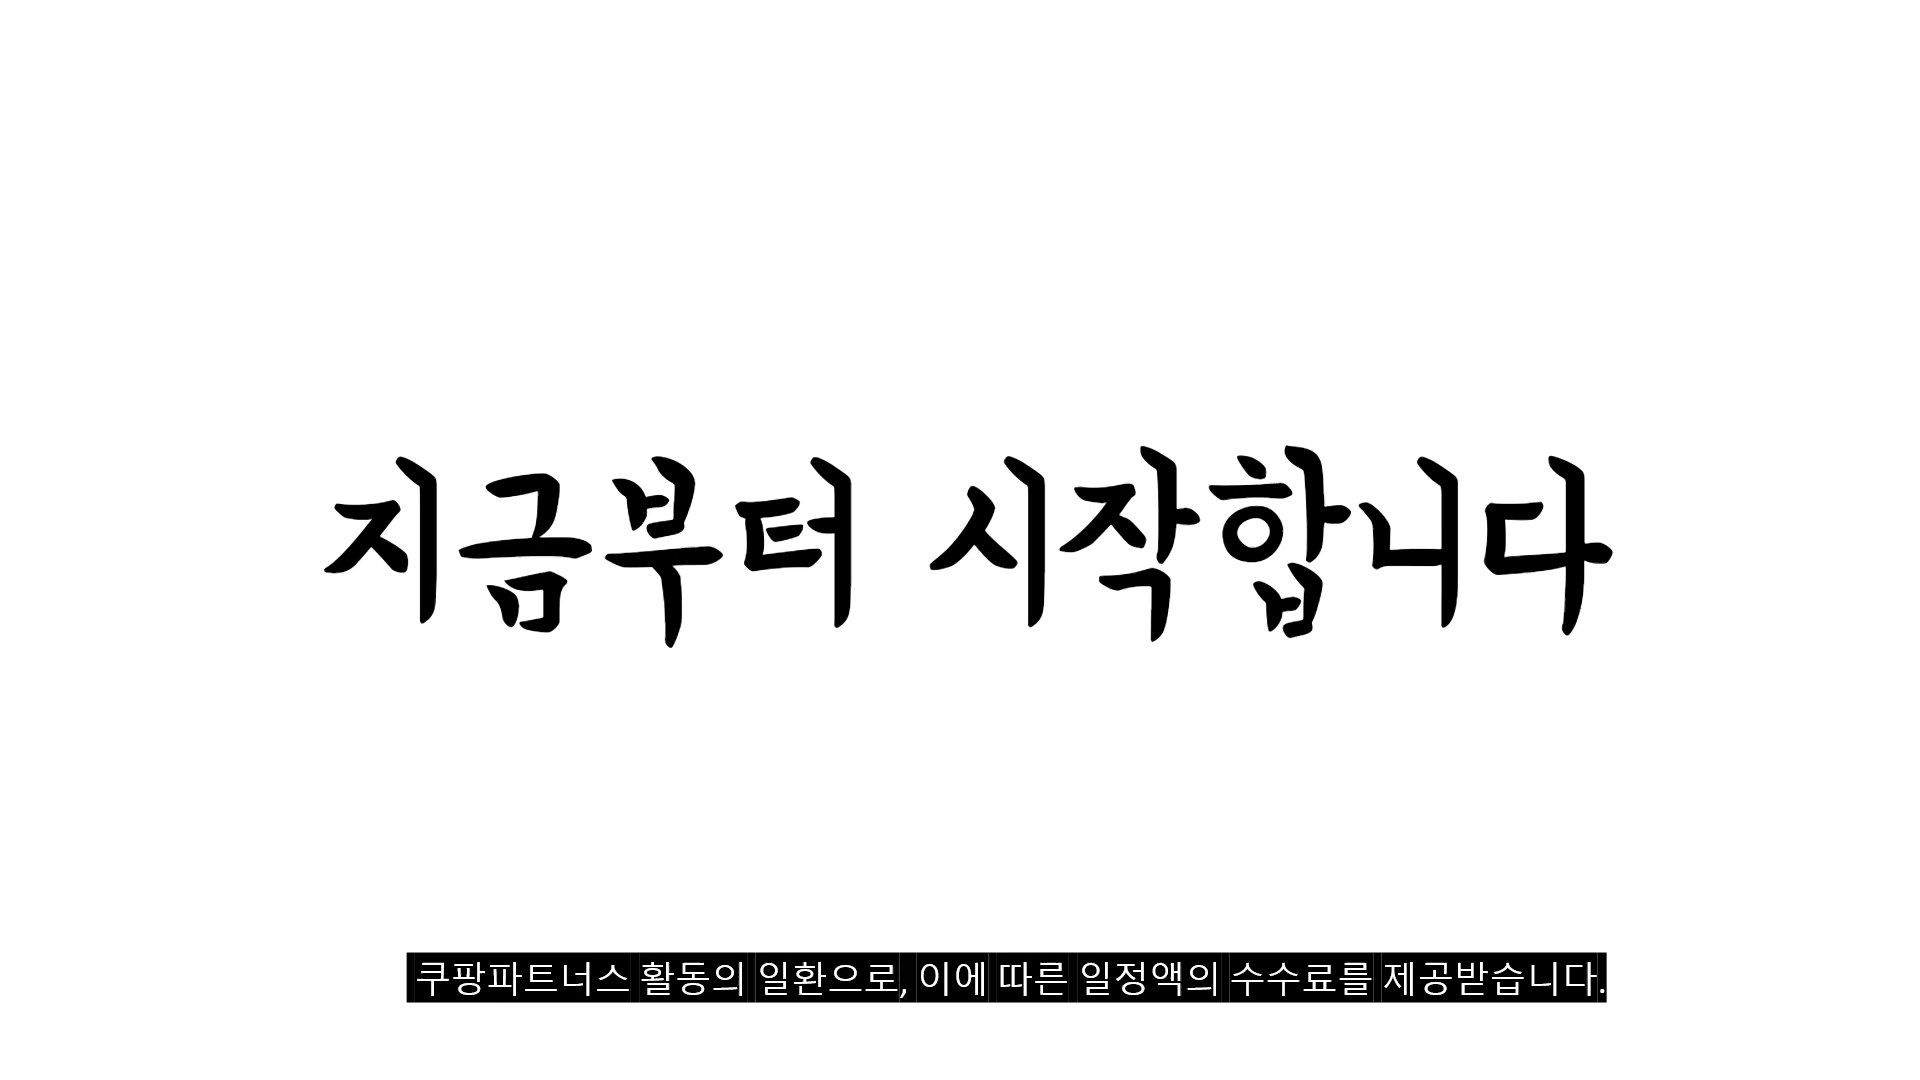 지금부터 시작합니다
쿠팡파트너스 활동의 일환으로, 이에 따른 일정액의 수수료를 제공받습니다.